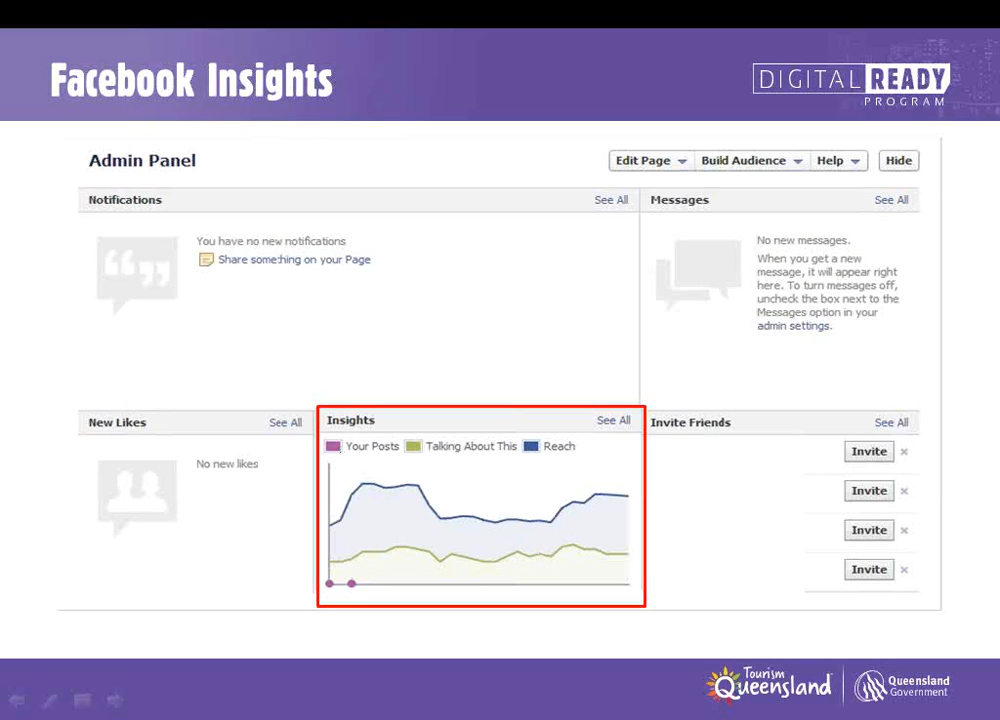 Facebook Insights
DIGITAL READY
PROGRAM
Admin Panel
Edit Page
Build Audience
Help
Hide
Notifications
See All
You have no new notifications
Share something on your Page
Messages
See All
No new messages.
When you get a new
message, it will appear right
here. To turn messages off,
uncheck the box next to the
Messages option in your
admin settings.
New Likes
See All
No new likes
Insights
See All
Your Posts
Talking About This
Reach
Invite Friends
See All
Invite
Invite
Invite
Invite
Tourism
Queensland
Queensland
Government